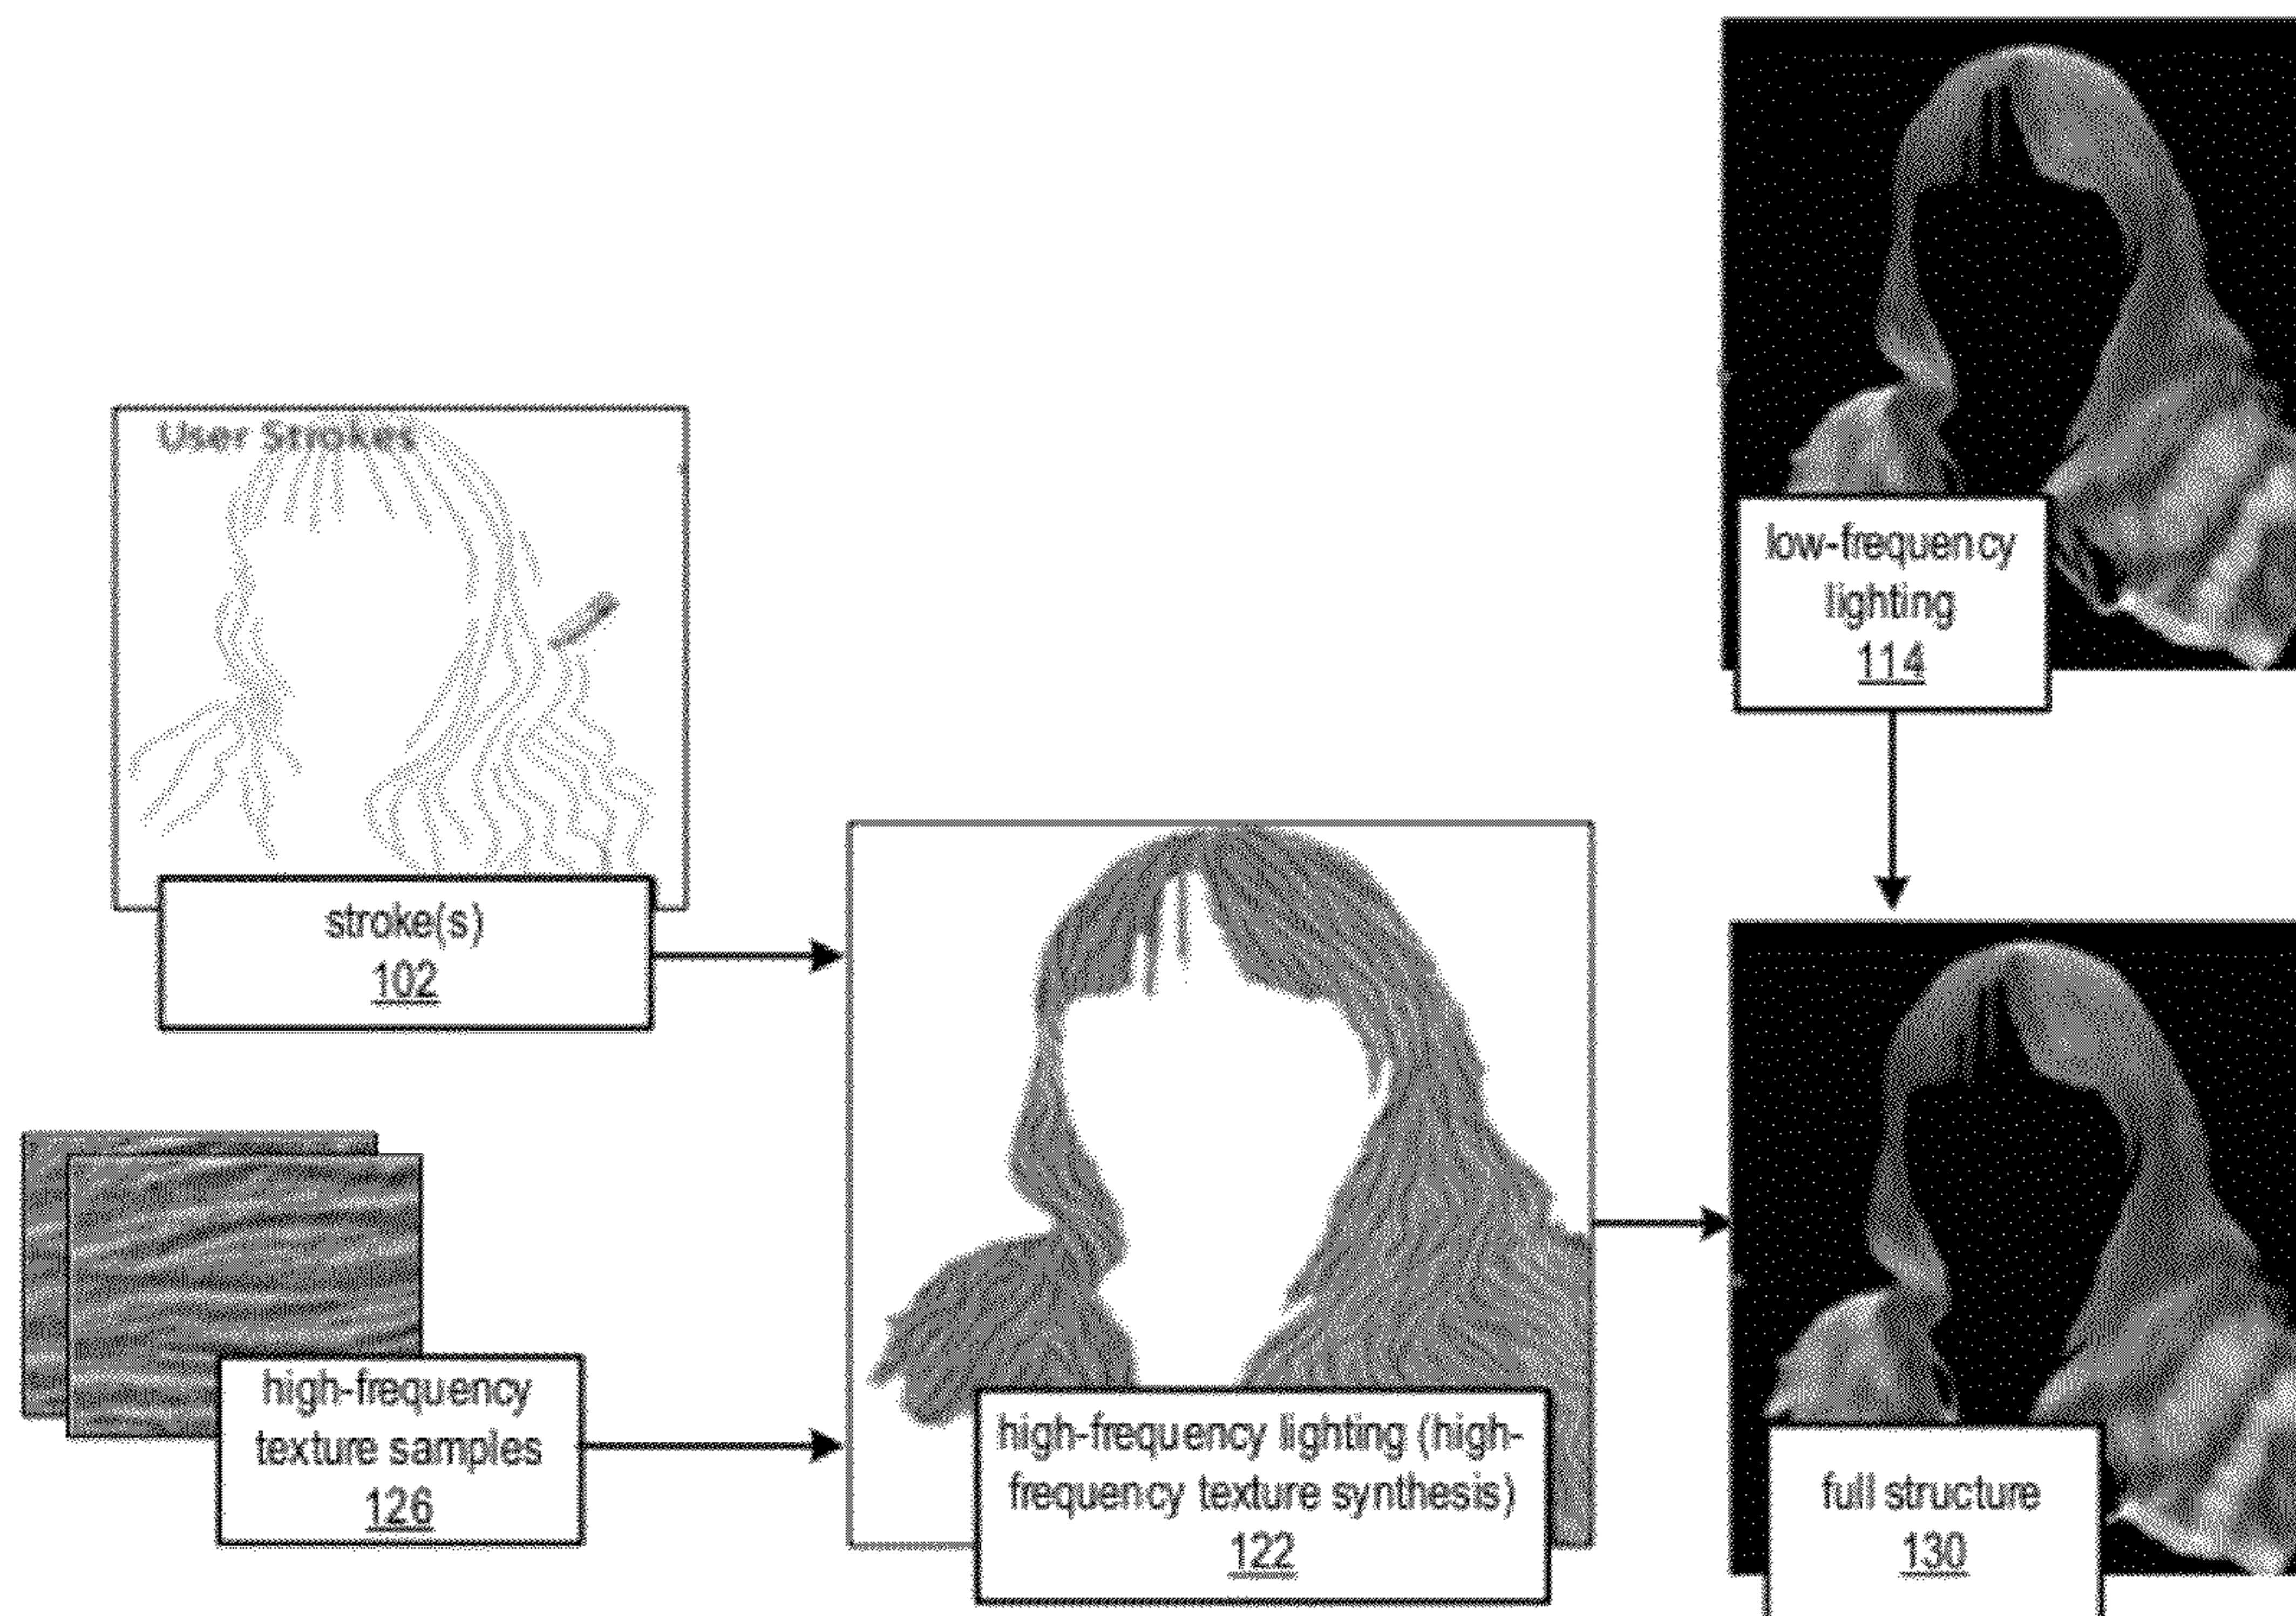 User Strokes
stroke(s)
102
high-frequency
texture samples
126
high-frequency lighting (high-
frequency texture synthesis)
122
low-frequency
lighting
114
full structure
130